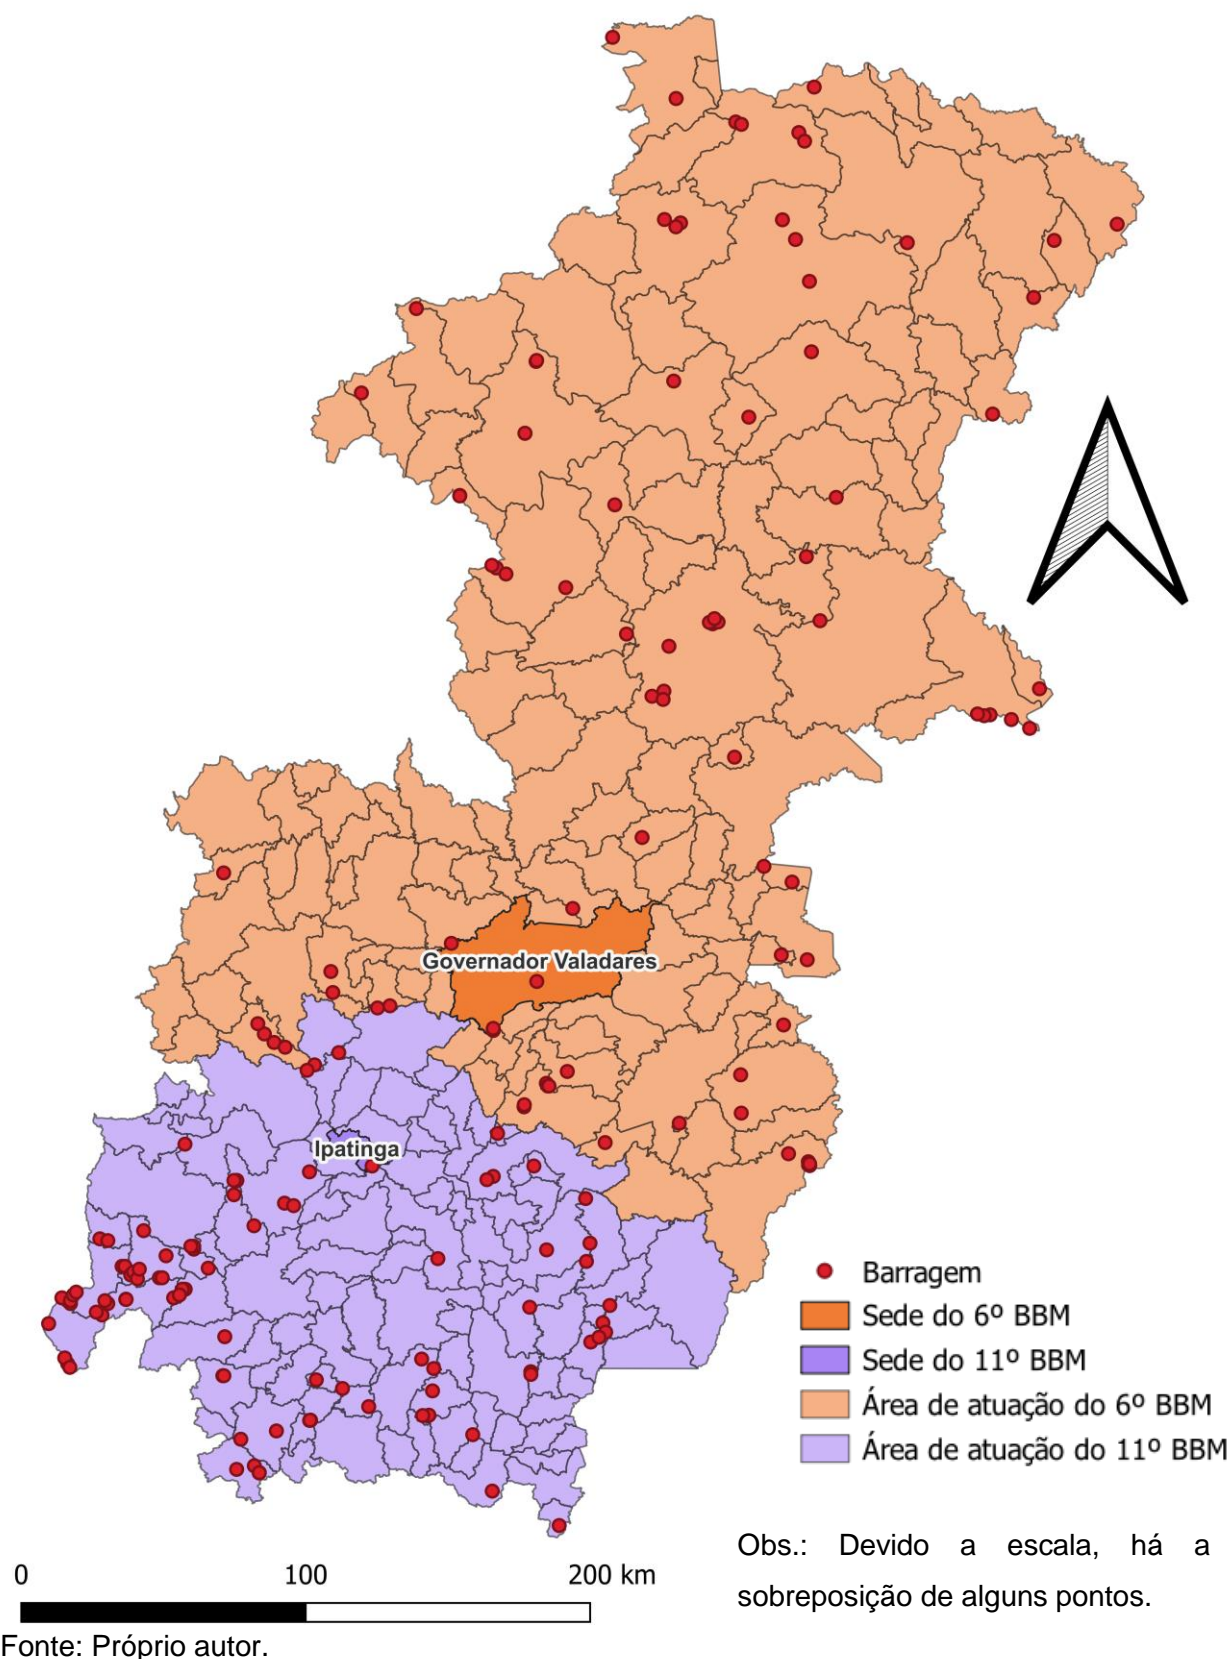 Governador Valadares
Ipatinga
Barragem
Sede do 6º BBM
Sede do 11º BBM
Área de atuação do 6º BBM
Área de atuação do 11º BBM
Obs.: Devido a escala, há a
sobreposição de alguns pontos.
0 100 200 km
Fonte: Próprio autor.